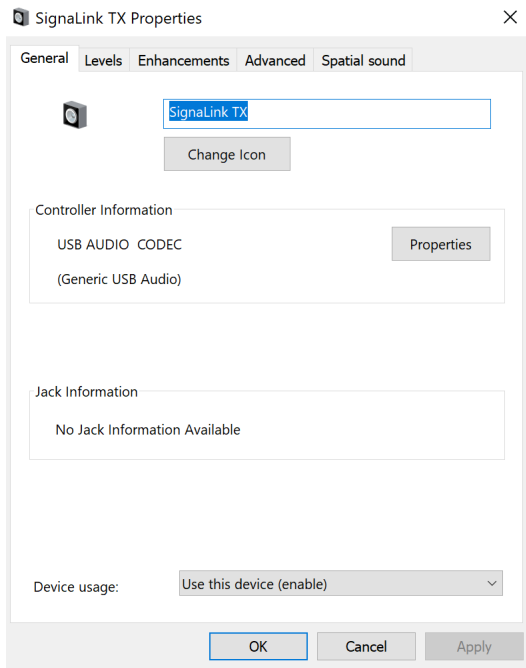 SignaLink TX Properties
General Levels Enhancements Advanced Spatial sound
SignaLink TX
Change Icon
Controller Information
USB AUDIO  CODEC
Properties
(Generic USB Audio)
Jack Information
No Jack Information Available
Device usage: Use this device (enable)
OK Cancel Apply